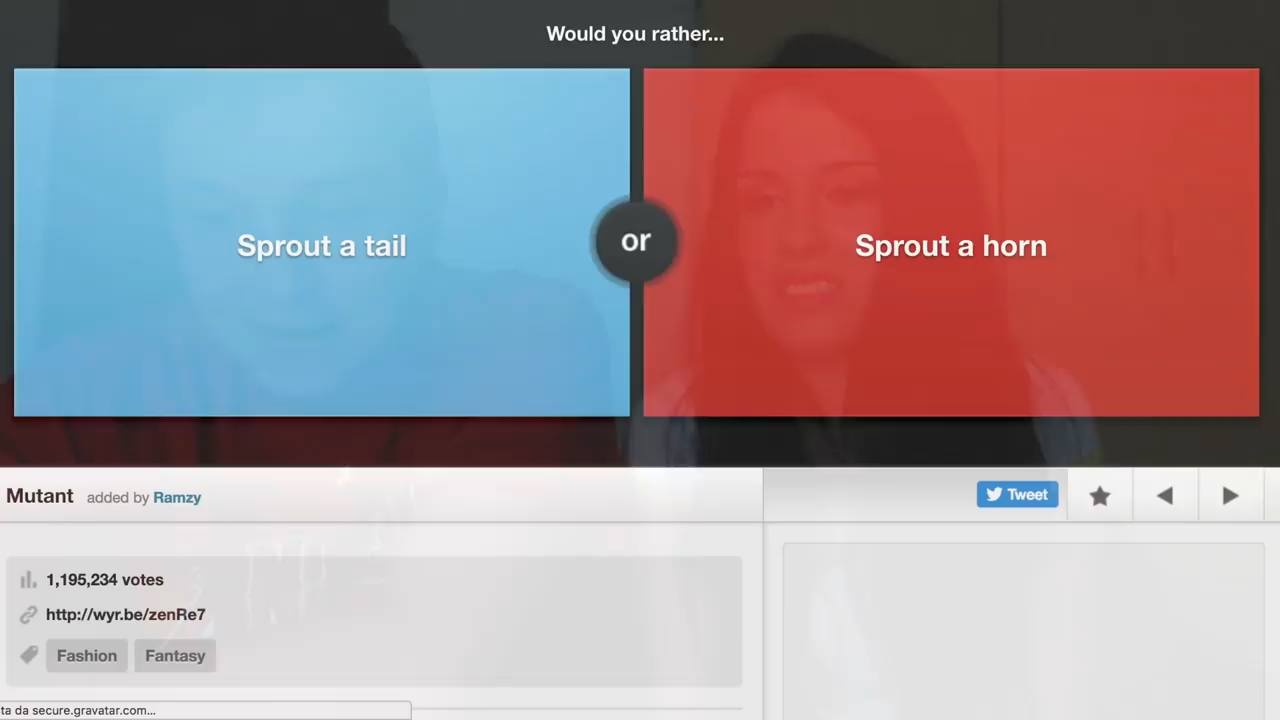 Would you rather...
Sprout a tail
or
Sprout a horn
Mutant added by Ramzy
Tweet
1,195,234 votes
http://wyr.be/zenRe7
Fashion Fantasy
ta da secure.gravatar.com...